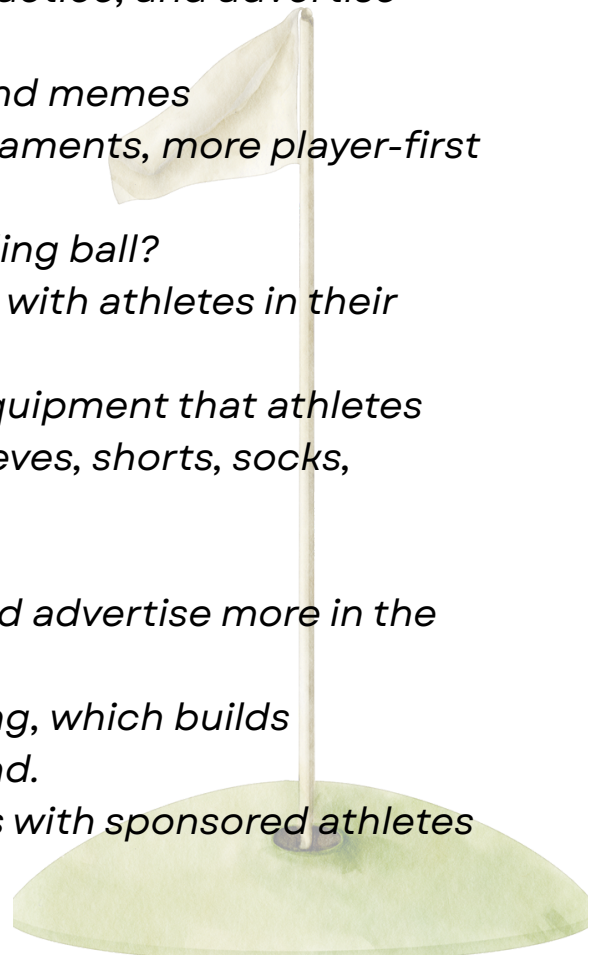 and advertise
nd memes
aments, more player-first
ing ball?
with athletes in their
quipment that athletes
eves, shorts, socks,
d advertise more in the
ng, which builds
nd.
s with sponsored athletes